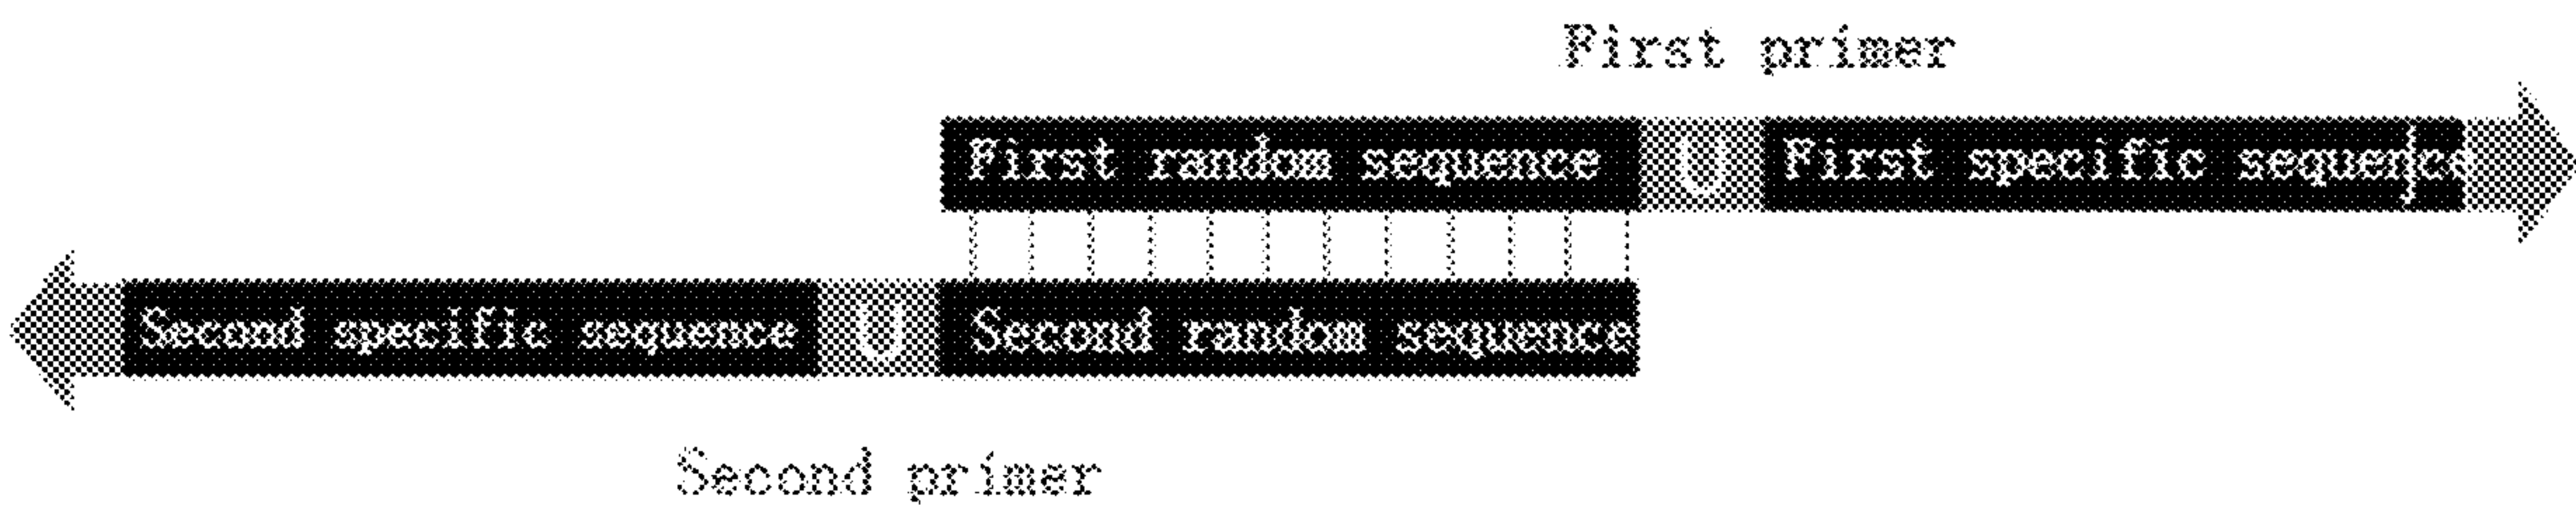 First primer
First random sequence U First specific sequence
Second specific sequence U Second random sequence
Second primer